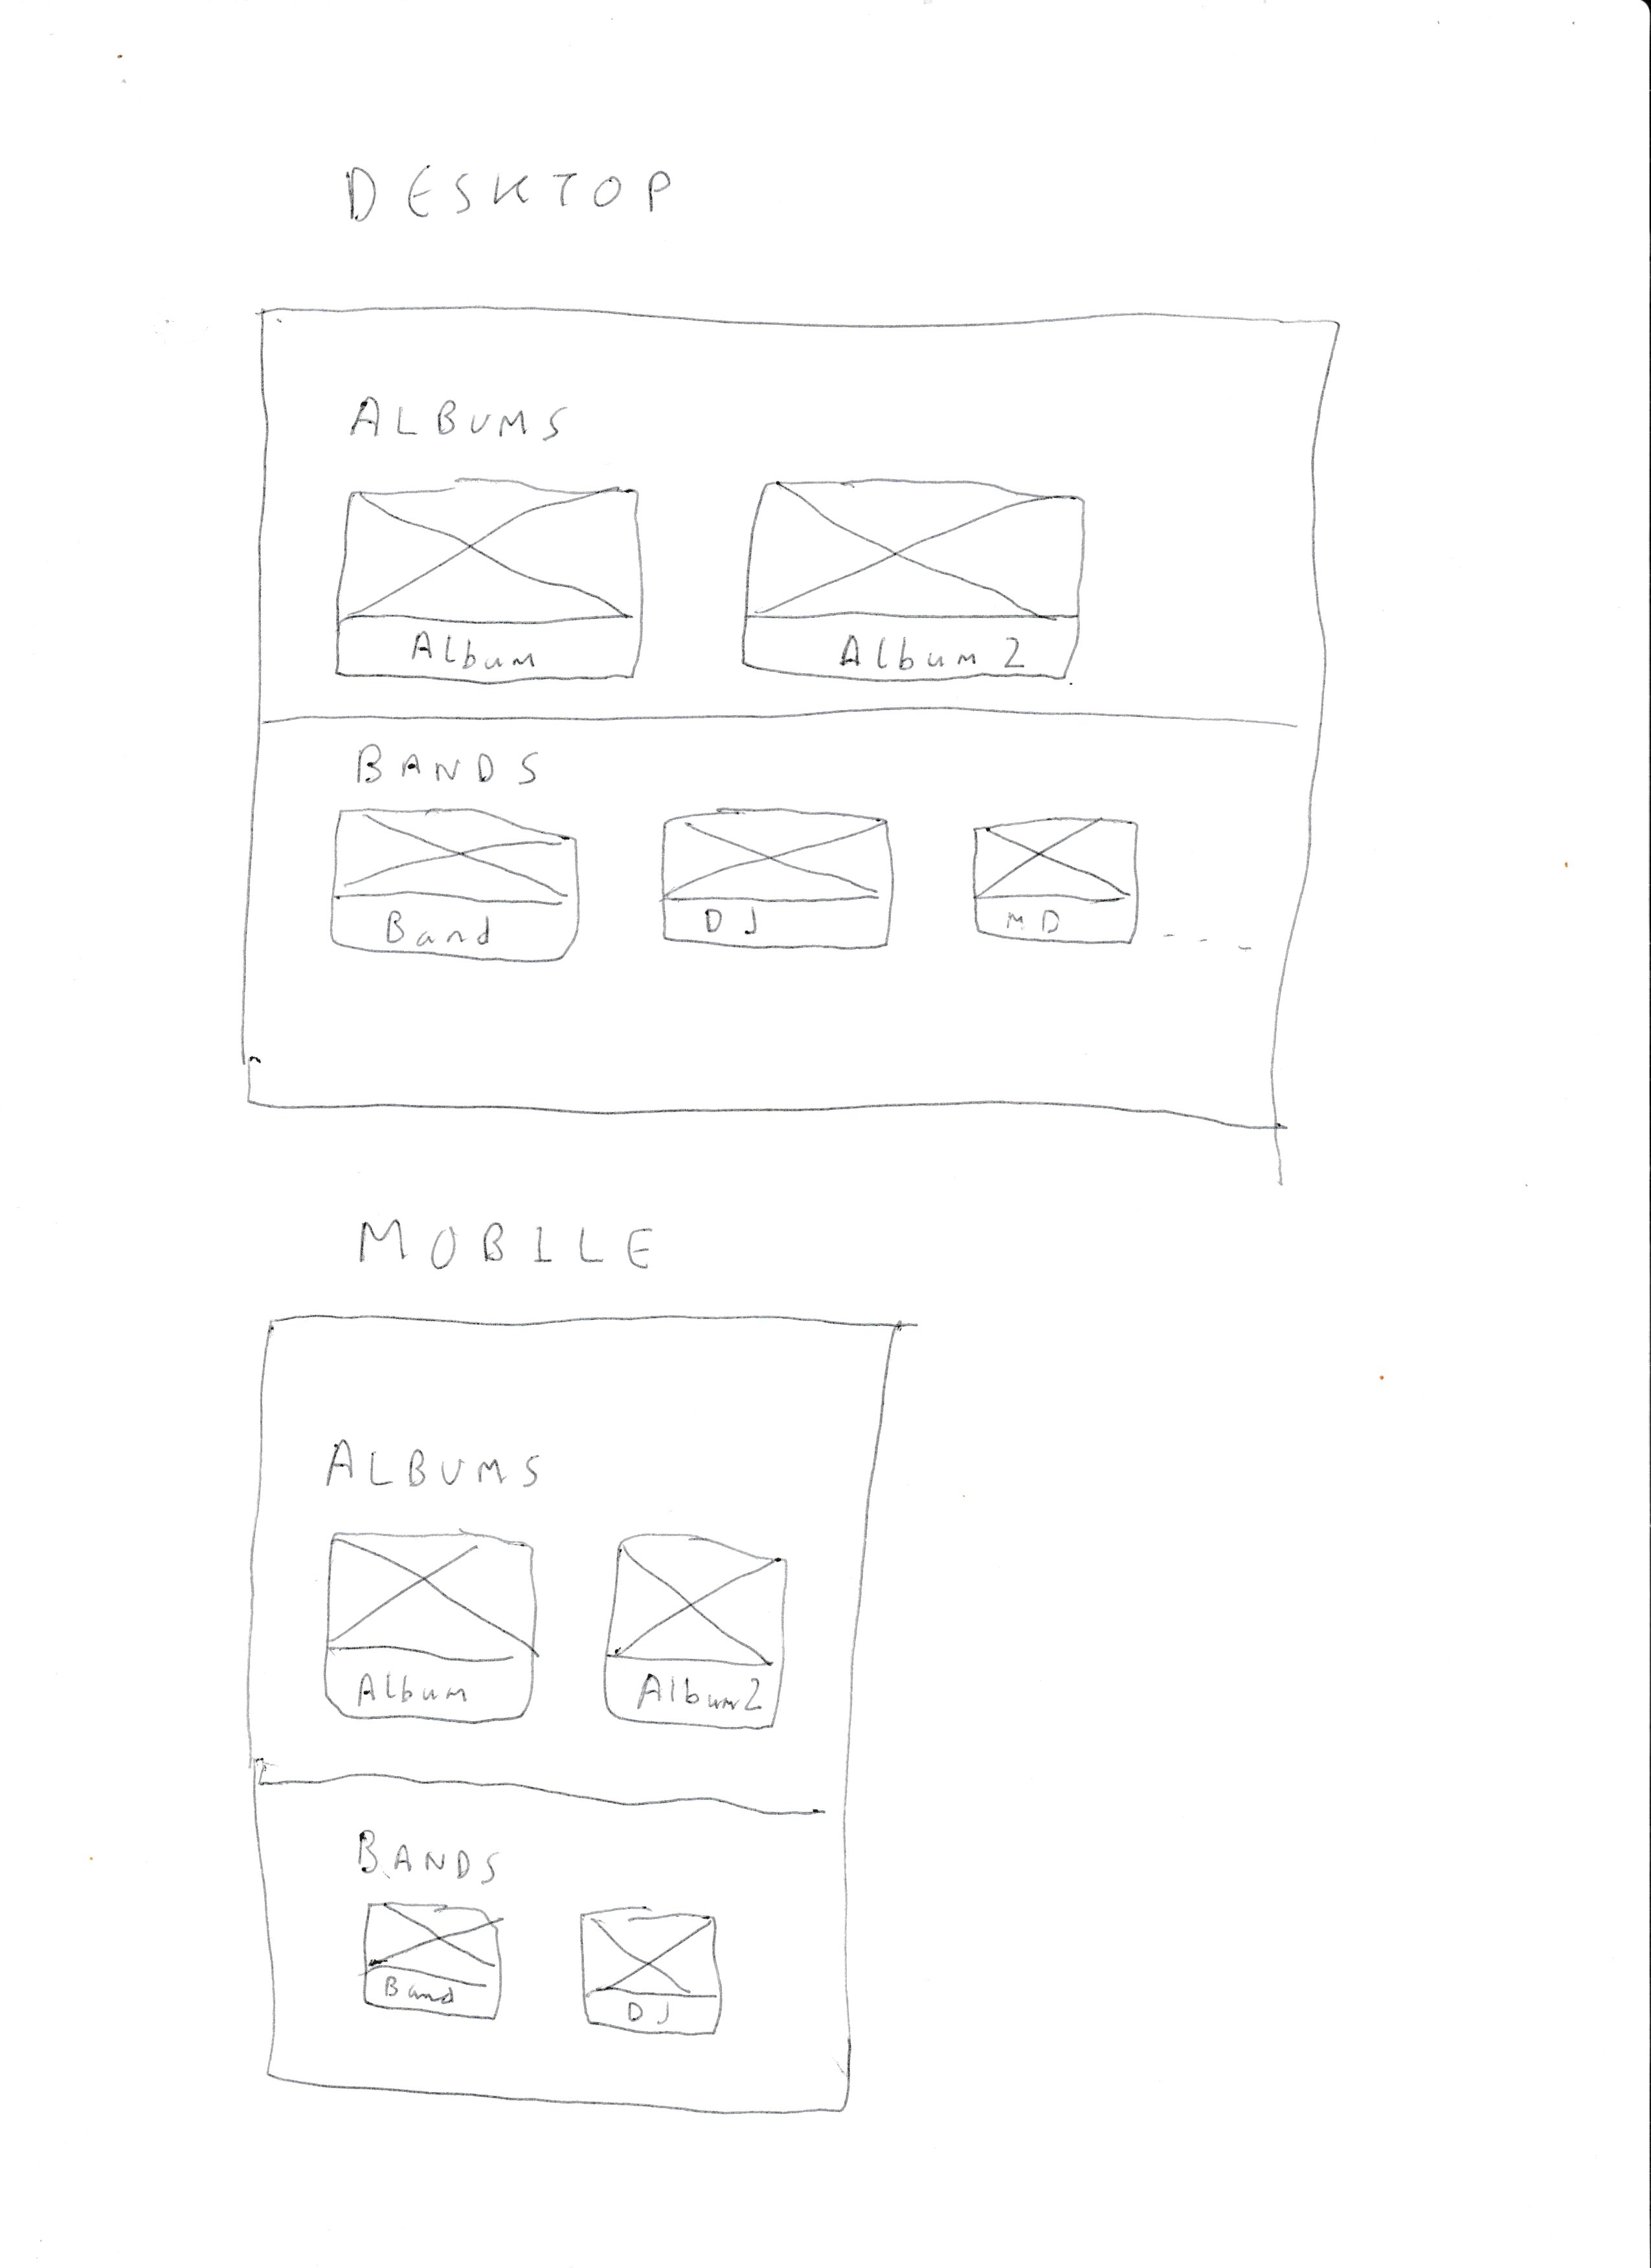 DESKTOP
ALBUMS
Album Album 2
BANDS
Band DJ MD - - -
MOBILE
ALBUMS
Album Album2
BANDS
Band DJ